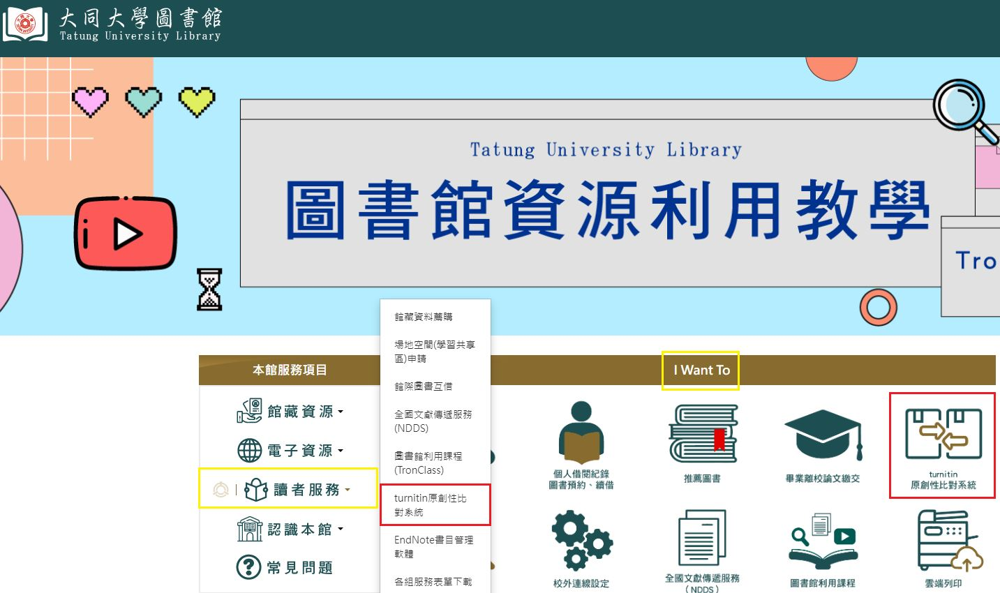 大同大學圖書館
Tatung University Library
Tatung University Library
圖書館資源利用教學
Tro
本館服務項目
館藏資源
電子資源
讀者服務
認識本館
常見問題
館藏資料薦購
場地空間(學習共享
區)申請
館際圖書互借
全國文獻傳遞服務
(NDDS)
圖書館利用課程
(TronClass)
turnitin原創性比
對系統
EndNote書目管理
軟體
各組服務表單下載
I Want To
個人借閱紀錄
圖書預約、續借
推薦圖書
畢業離校論文繳交
turnitin
原創性比對系統
校外連線設定
全國文獻傳遞服務
(NDDS)
圖書館利用課程
雲端列印